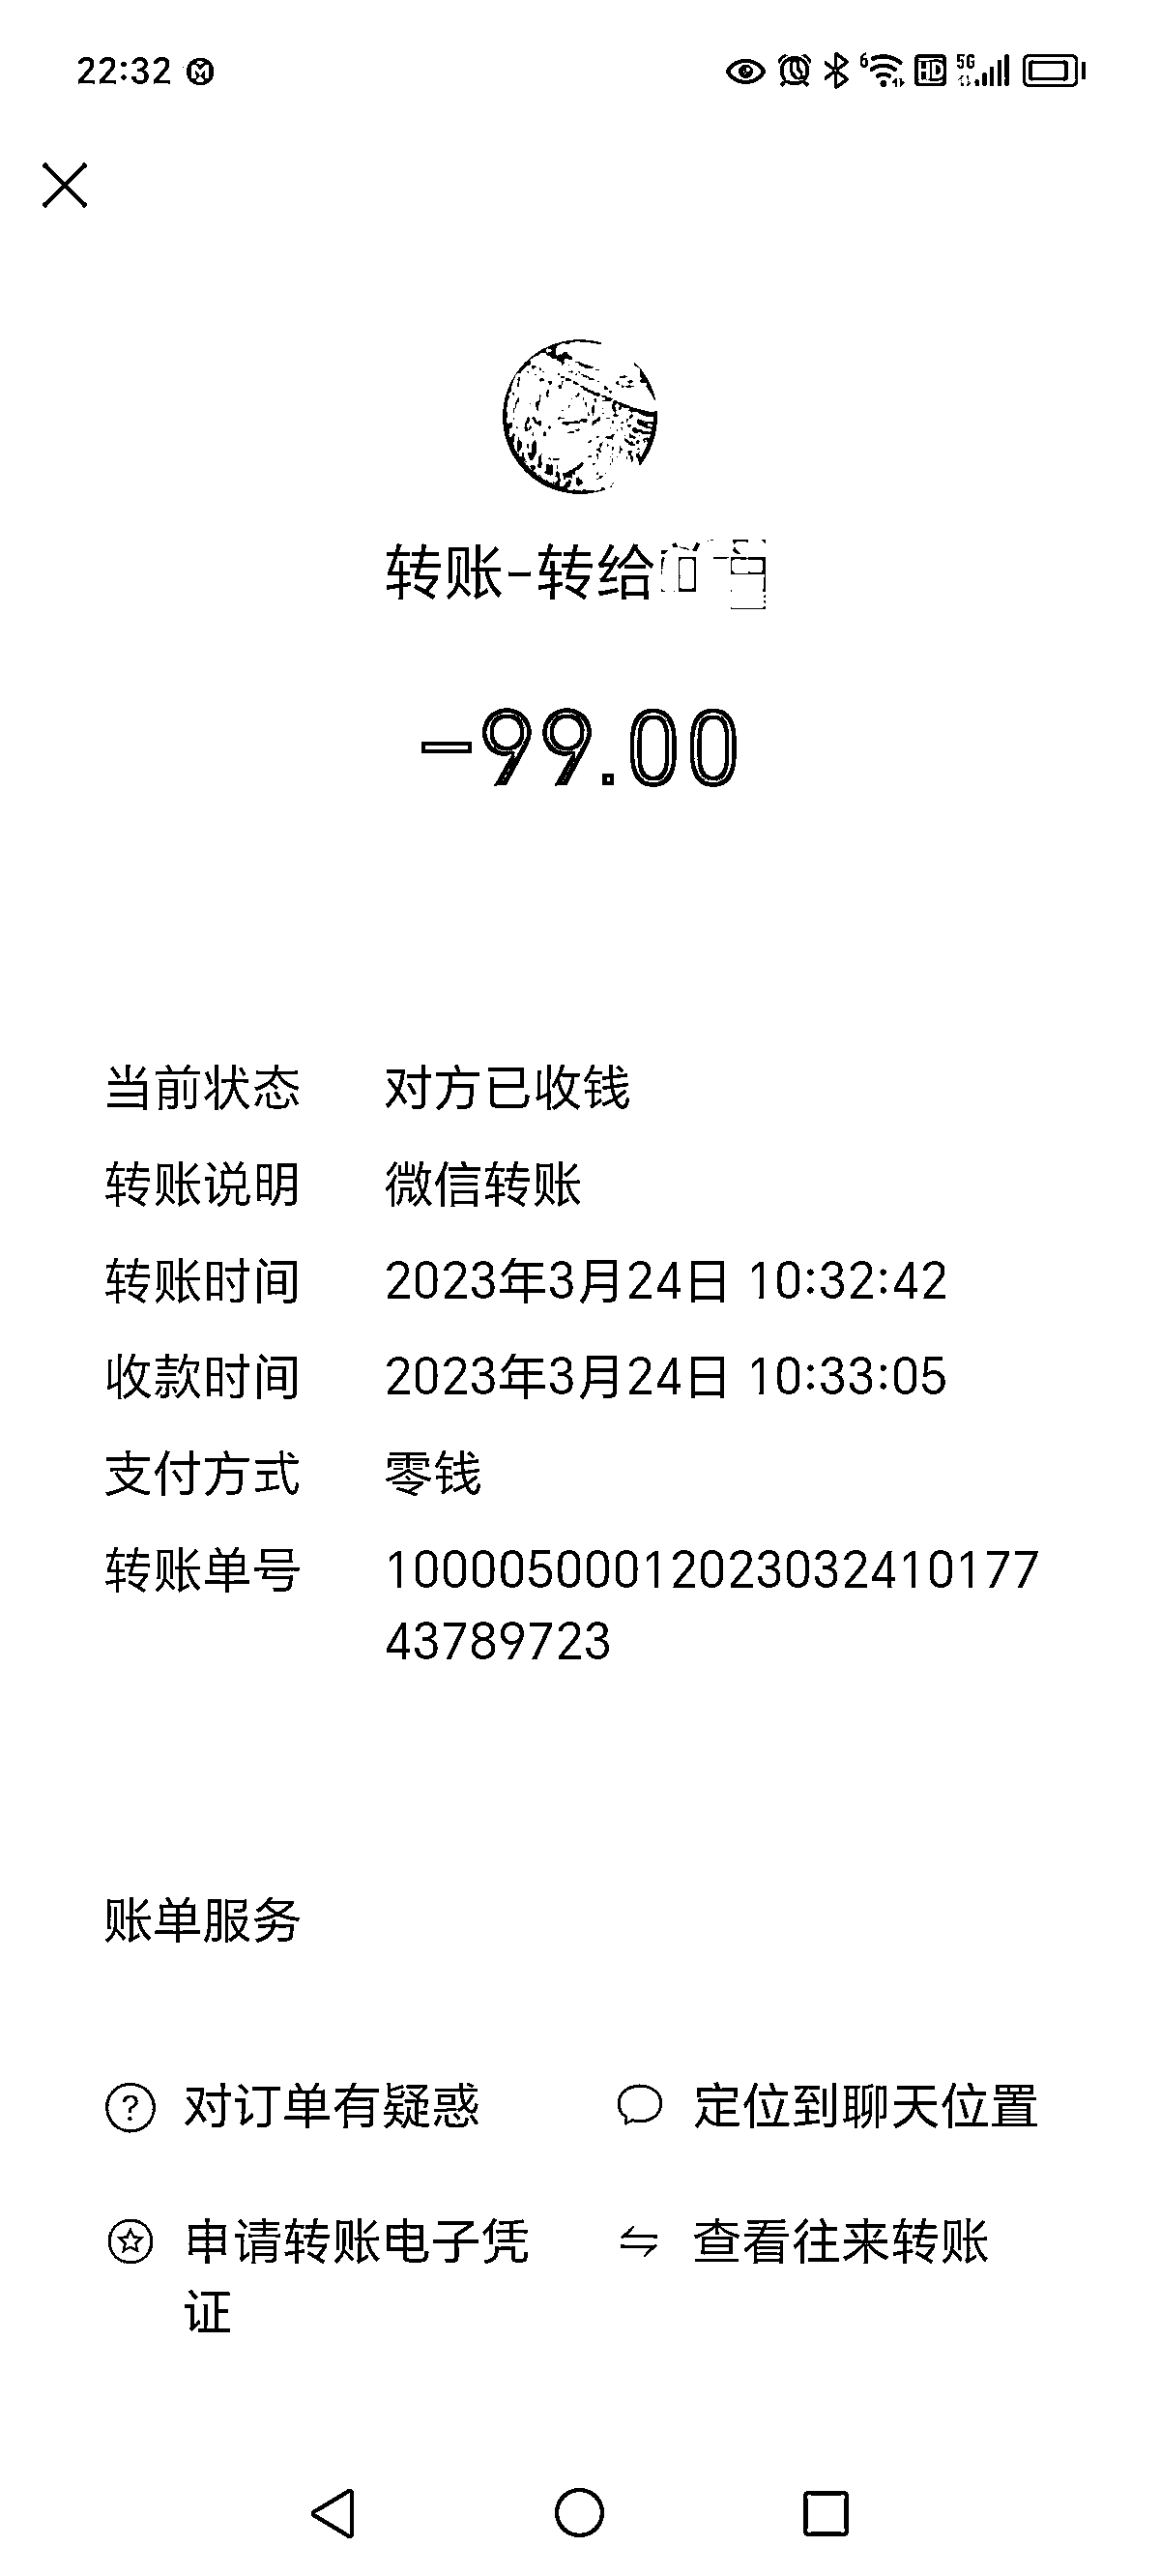 22:32
转账-转给
-99.00
当前状态 对方已收钱
转账说明 微信转账
转账时间 2023年3月24日 10:32:42
收款时间 2023年3月24日 10:33:05
支付方式 零钱
转账单号 10000500012023032410177
43789723
账单服务
对订单有疑惑 定位到聊天位置
申请转账电子凭 查看往来转账
证